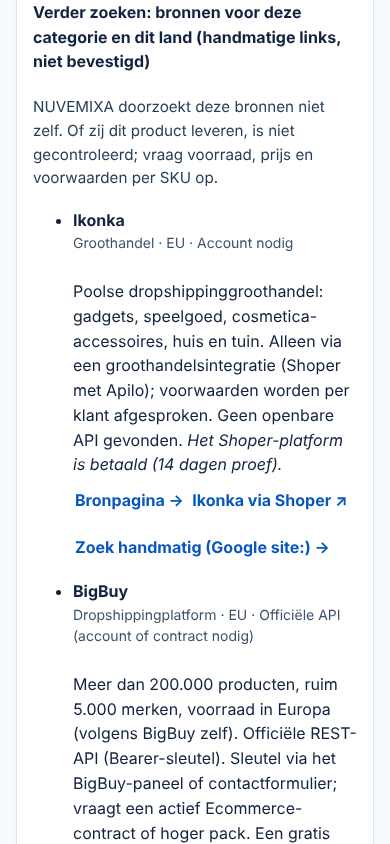 Verder zoeken: bronnen voor deze
categorie en dit land (handmatige links,
niet bevestigd)
NUVEMIXA doorzoekt deze bronnen niet
zelf. Of zij dit product leveren, is niet
gecontroleerd; vraag voorraad, prijs en
voorwaarden per SKU op.
• Ikonka
Groothandel · EU · Account nodig
Poolse dropshippinggroothandel:
gadgets, speelgoed, cosmetica-
accessoires, huis en tuin. Alleen via
een groothandelsintegratie (Shoper
met Apilo); voorwaarden worden per
klant afgesproken. Geen openbare
API gevonden. Het Shoper-platform
is betaald (14 dagen proef).
Bronpagina → Ikonka via Shoper ↗
Zoek handmatig (Google site:) →
• BigBuy
Dropshippingplatform · EU · Officiële API
(account of contract nodig)
Meer dan 200.000 producten, ruim
5.000 merken, voorraad in Europa
(volgens BigBuy zelf). Officiële REST-
API (Bearer-sleutel). Sleutel via het
BigBuy-paneel of contactformulier;
vraagt een actief Ecommerce-
contract of hoger pack. Een gratis